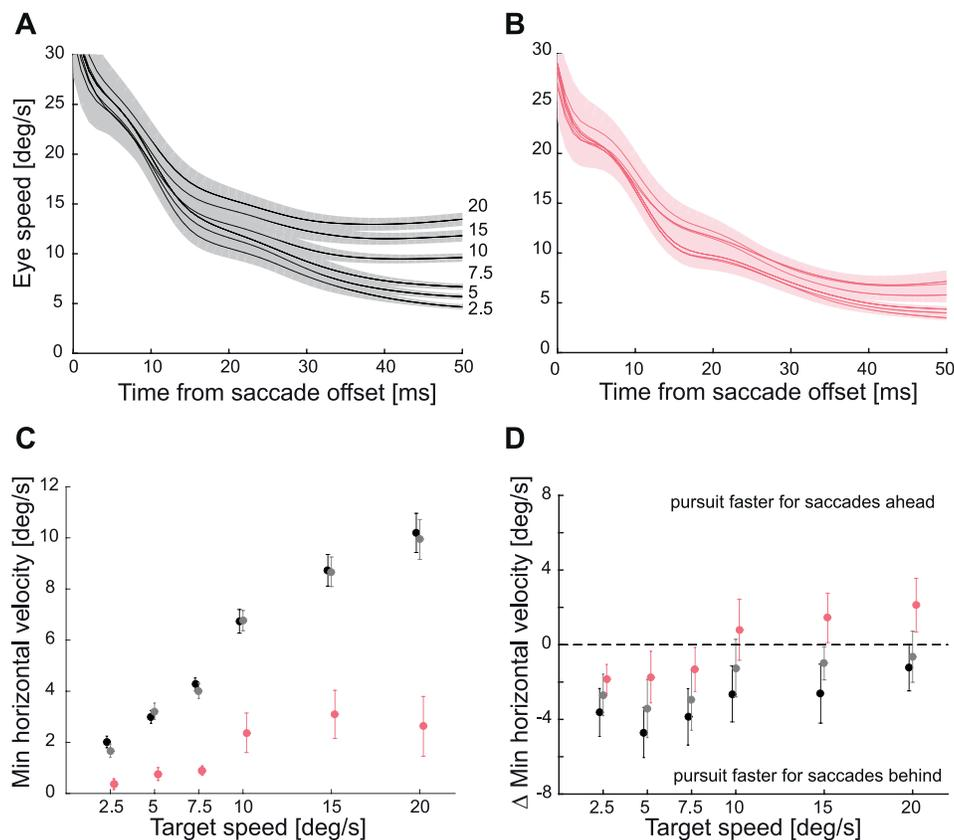 A
B
30
25
20
15
10
5
0
Eye speed [deg/s]
20
15
10
7.5
5
2.5
0 10 20 30 40 50
Time from saccade offset [ms]
30
25
20
15
10
5
0
0 10 20 30 40 50
Time from saccade offset [ms]
C
D
12
10
8
6
4
2
0
Min horizontal velocity [deg/s]
2.5 5 7.5 10 15 20
Target speed [deg/s]
8
4
0
-4
-8
Δ Min horizontal velocity [deg/s]
pursuit faster for saccades ahead
pursuit faster for saccades behind
2.5 5 7.5 10 15 20
Target speed [deg/s]